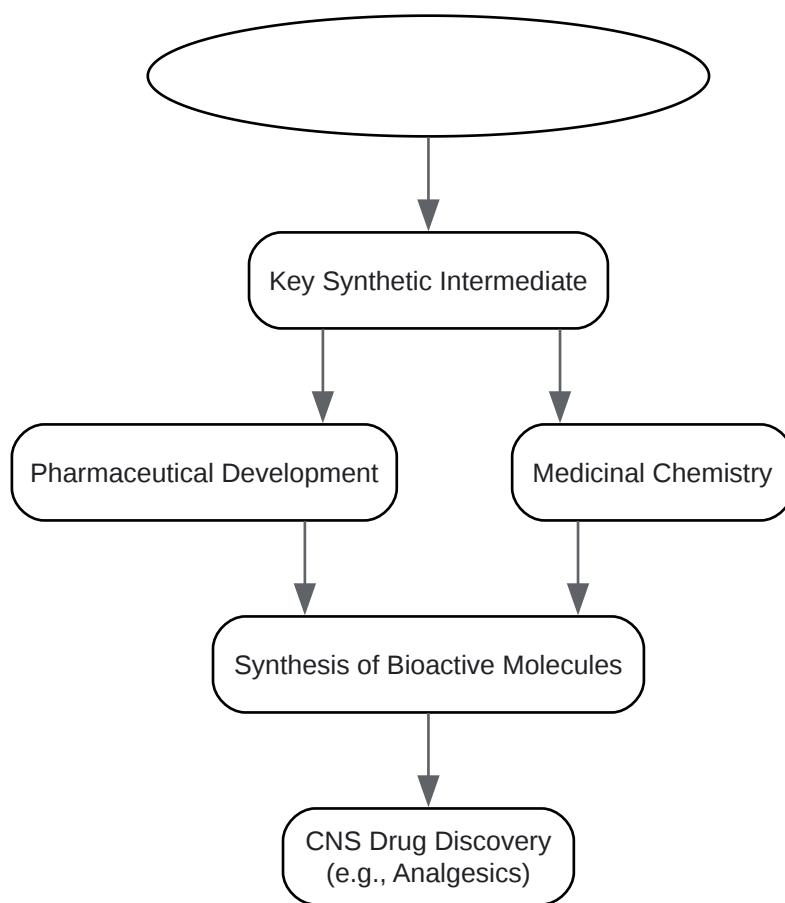 Key Synthetic Intermediate
Pharmaceutical Development
Medicinal Chemistry
Synthesis of Bioactive Molecules
CNS Drug Discovery
(e.g., Analgesics)